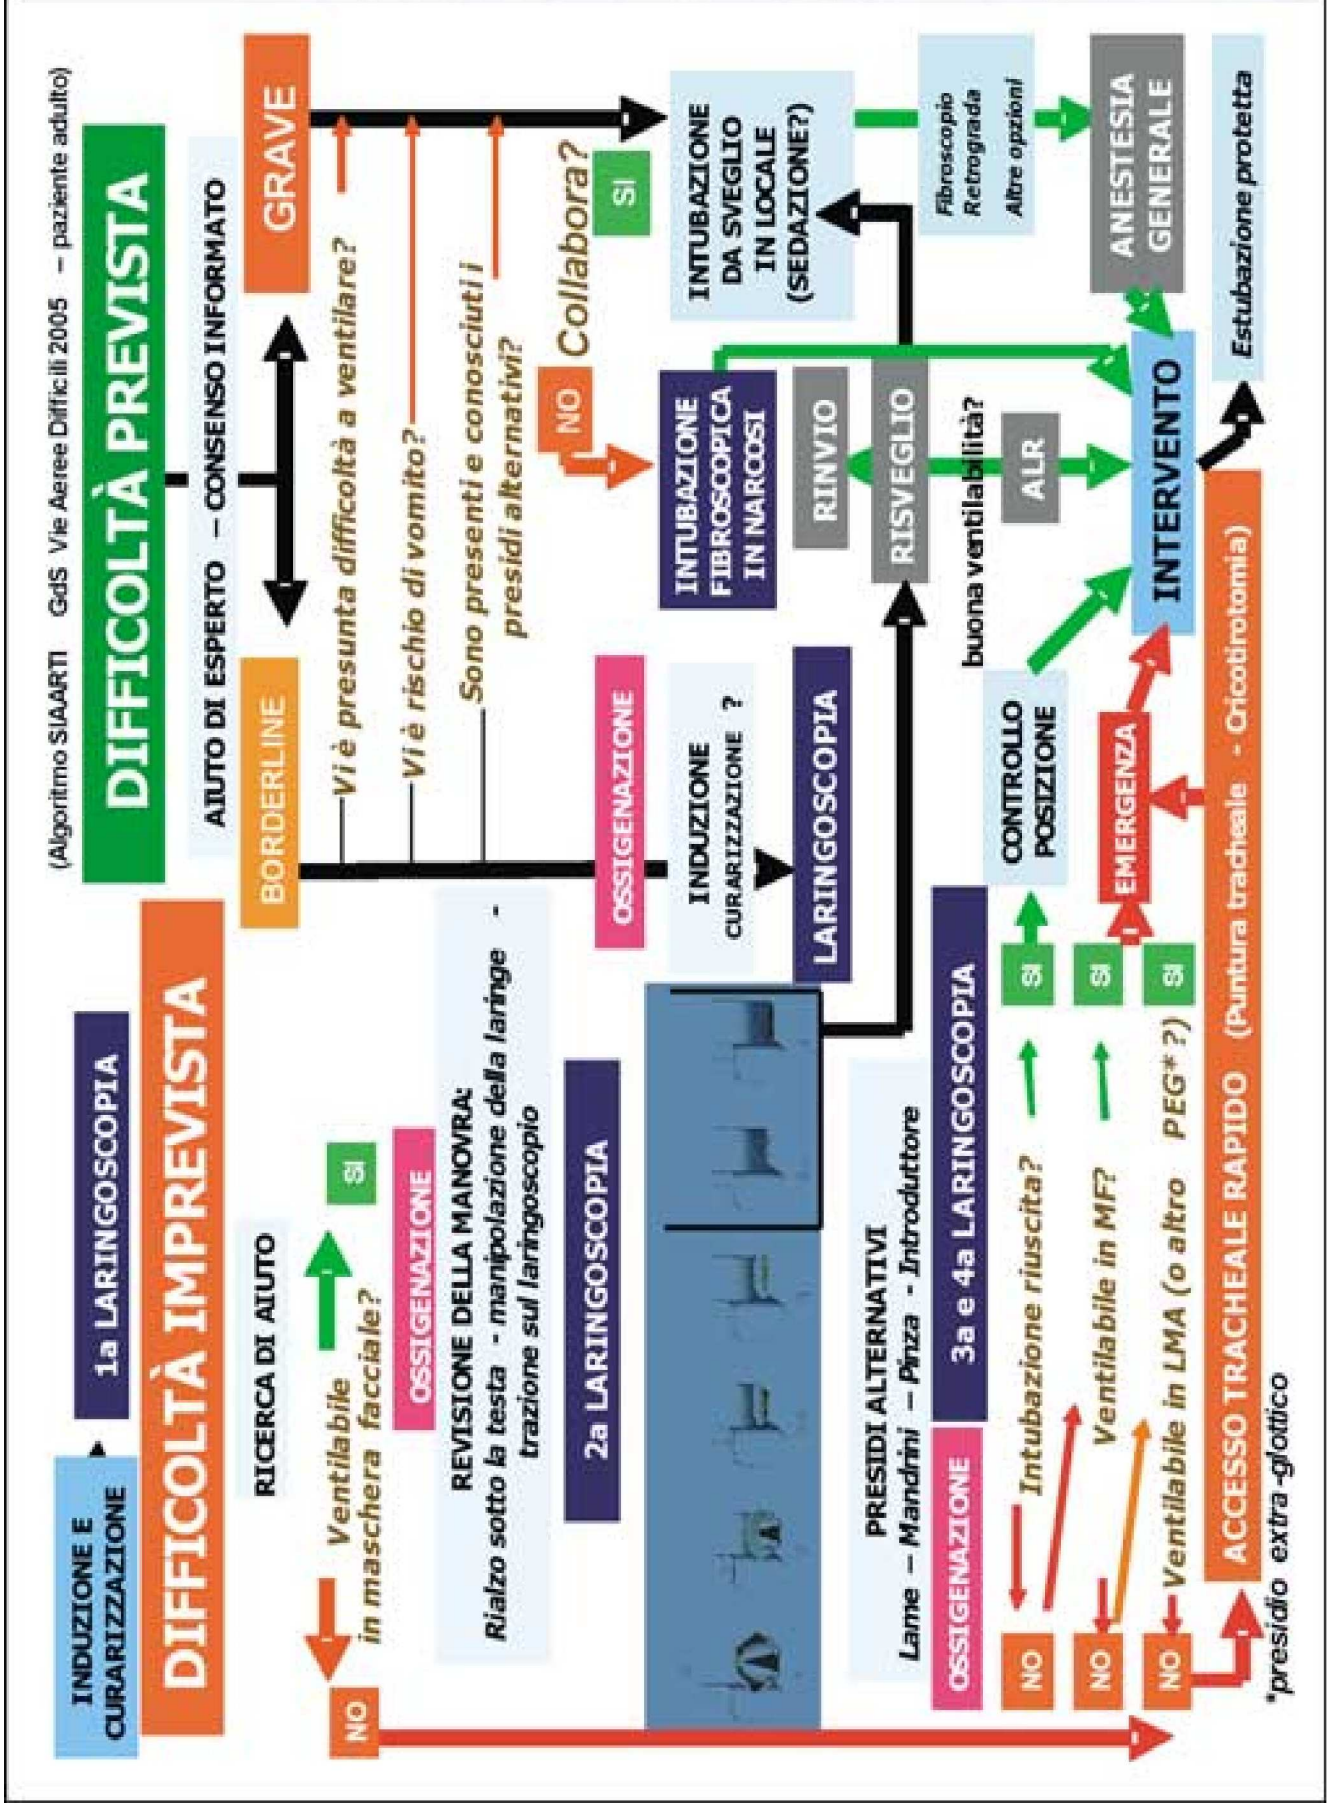 (Algoritmo SIAARTI GdS Vie Aeree Difficili 2005 – paziente adulto)
INDUZIONE E
CURARIZZAZIONE
1a LARINGOSCOPIA
DIFFICOLTÀ IMPREVISTA
RICERCA DI AIUTO
Ventilabile
in maschera facciale?
NO
SI
OSSIGENAZIONE
REVISIONE DELLA MANOVRA:
Rialzo sotto la testa - manipolazione della laringe -
trazione sul laringoscopio
2a LARINGOSCOPIA
PRESIDI ALTERNATIVI
Lame – Mandrini – Pinza - Introduttore
OSSIGENAZIONE
3a e 4a LARINGOSCOPIA
NO
Intubazione riuscita?
SI
NO
Ventilabile in MF?
SI
NO
Ventilabile in LMA (o altro PEG* ?)
SI
ACCESSO TRACHEALE RAPIDO (Puntura tracheale - Cricotirotomia)
*presidio extra-glottico
DIFFICOLTÀ PREVISTA
AIUTO DI ESPERTO – CONSENSO INFORMATO
BORDERLINE
GRAVE
Vi è presunta difficoltà a ventilare?
Vi è rischio di vomito?
Sono presenti e conosciuti i
presidi alternativi?
Collabora?
NO
SI
OSSIGENAZIONE
INDUZIONE
CURARIZZAZIONE ?
LARINGOSCOPIA
INTUBAZIONE
FIBROSCOPICA
IN NARCOSI
INTUBAZIONE
DA SVEGLIO
IN LOCALE
(SEDAZIONE?)
RINVIO
RISVEGLIO
Fibroscopio
Retrograda
Altre opzioni
buona ventilabilità?
ALR
CONTROLLO
POSIZIONE
EMERGENZA
ANESTESIA
GENERALE
INTERVENTO
Estubazione protetta